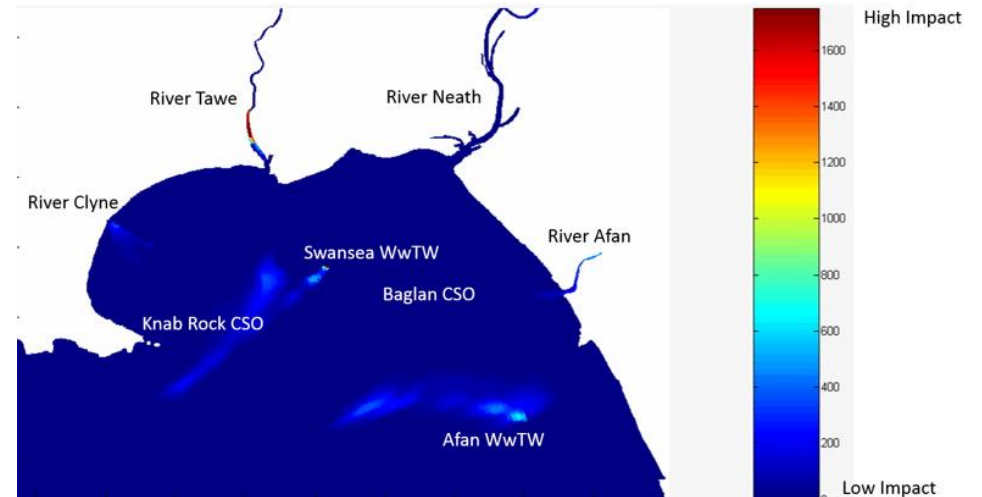 High Impact
1600
River Tawe
River Neath
1400
1200
River Clyne
1000
River Afan
Swansea WwTW
800
Baglan CSO
Knab Rock CSO
600
400
Afan WwTW
200
Low Impact